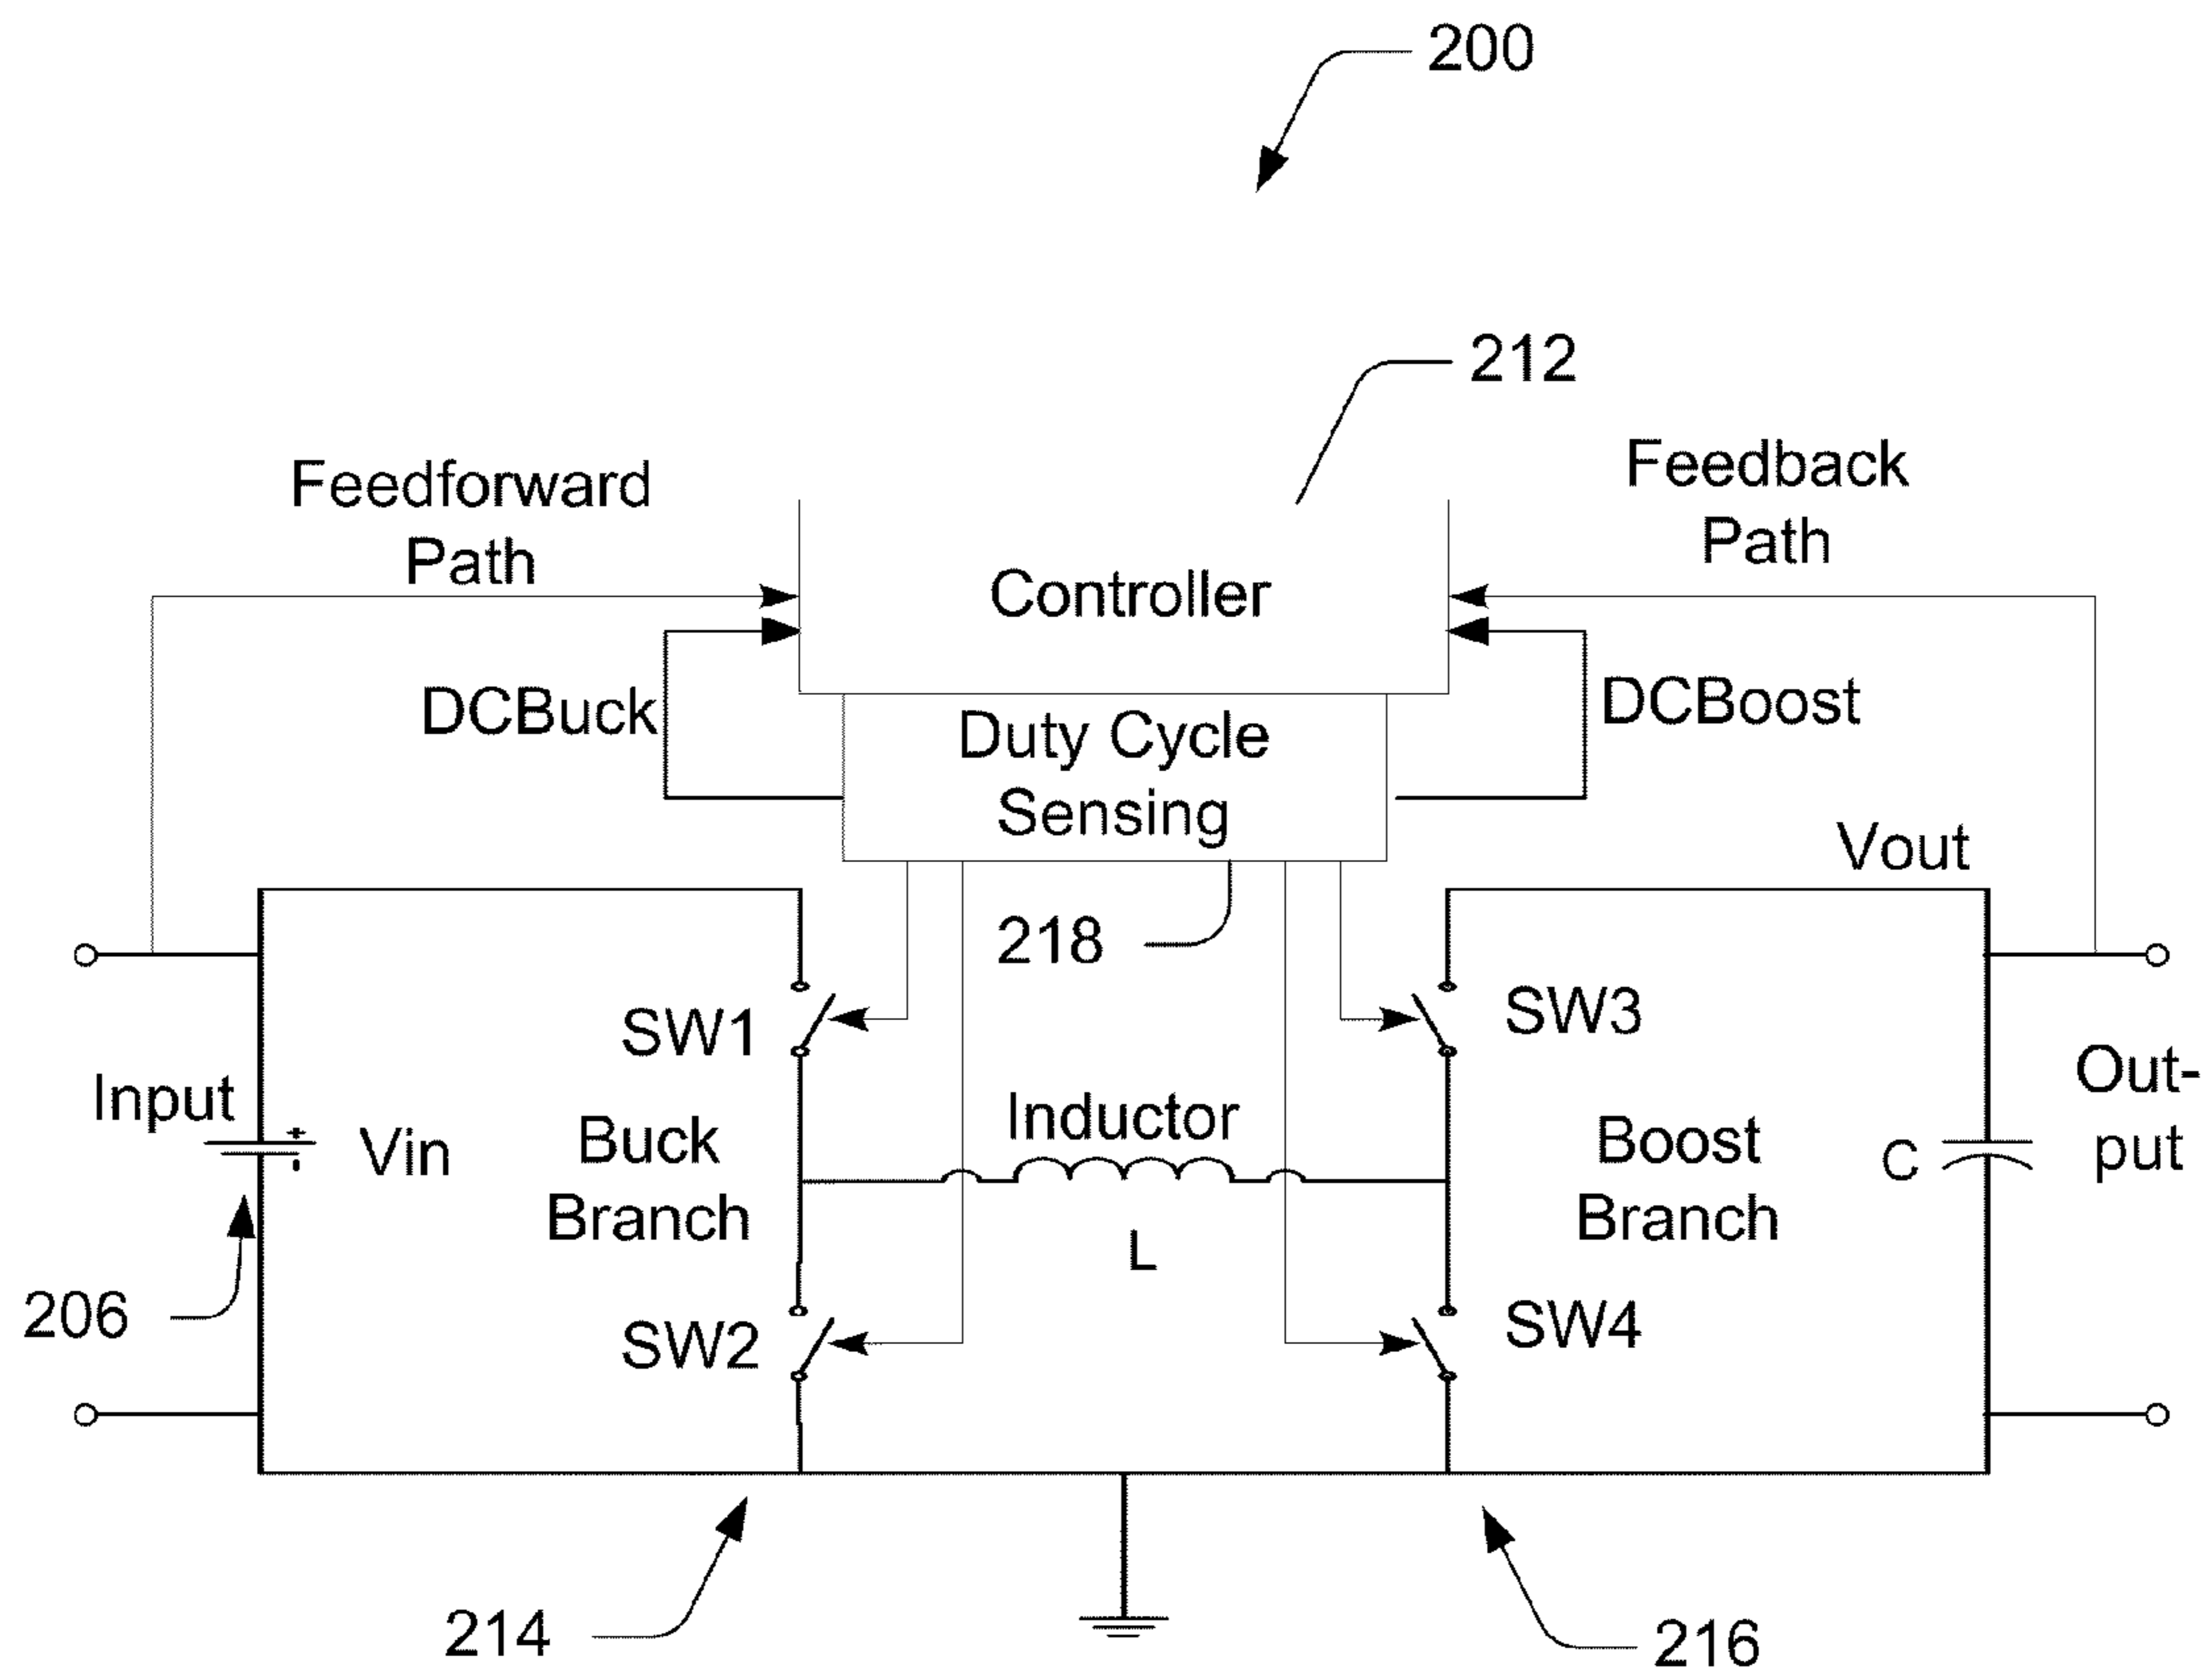 200
212
Feedforward
Path
Feedback
Path
Controller
DCBuck
DCBoost
Duty Cycle
Sensing
Vout
218
SW1
SW3
Input
Vin
+
-
Buck
Branch
Inductor
L
Boost
Branch
C
Out-
put
206
SW2
SW4
214
216